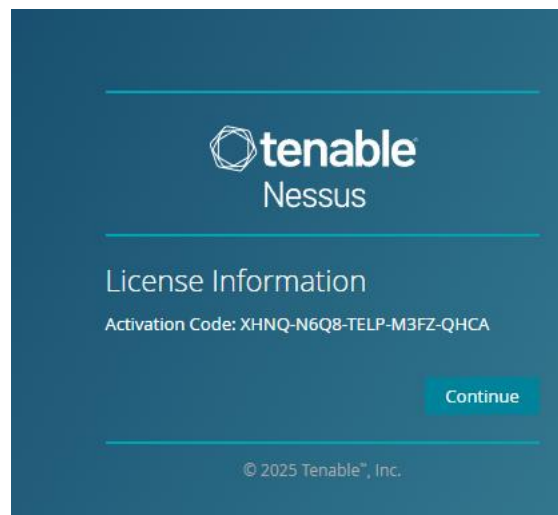 tenable
Nessus
License Information
Activation Code: XHNQ-N6Q8-TELP-M3FZ-QHCA
Continue
© 2025 Tenable™, Inc.